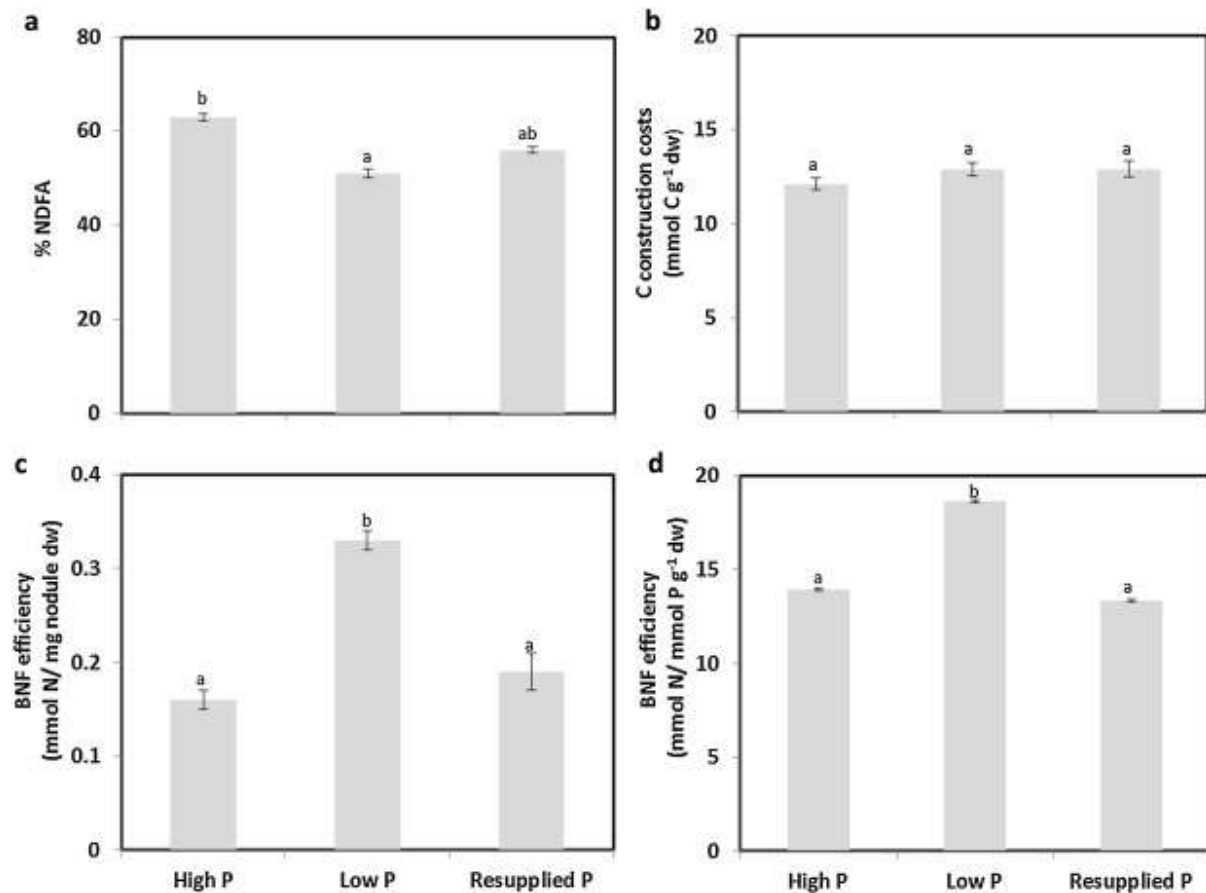 a
80
60
40
20
0
% NDFA
b
a
ab
b
20
15
10
5
0
C construction costs
(mmol C g⁻¹ dw)
a
a
a
c
0.4
0.3
0.2
0.1
0
BNF efficiency
(mmol N/ mg nodule dw)
a
b
a
High P
Low P
Resupplied P
d
20
15
10
5
0
BNF efficiency
(mmol N/ mmol P g⁻¹ dw)
a
b
a
High P
Low P
Resupplied P